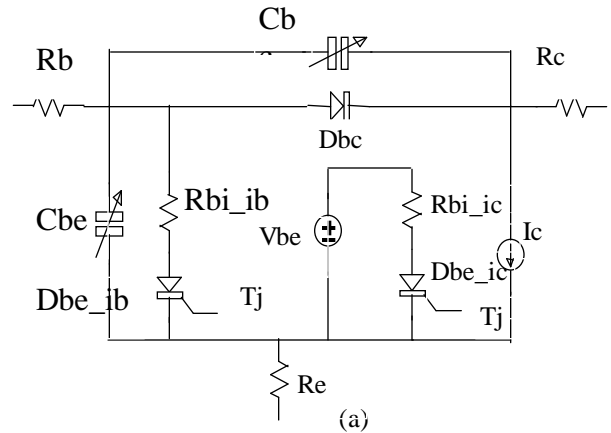 Cb
Rb
Rc
Dbc
Rbi_ib
Rbi_ic
Cbe
Vbe
Ic
Dbe_ic
Dbe_ib
Tj
Tj
Re
(a)